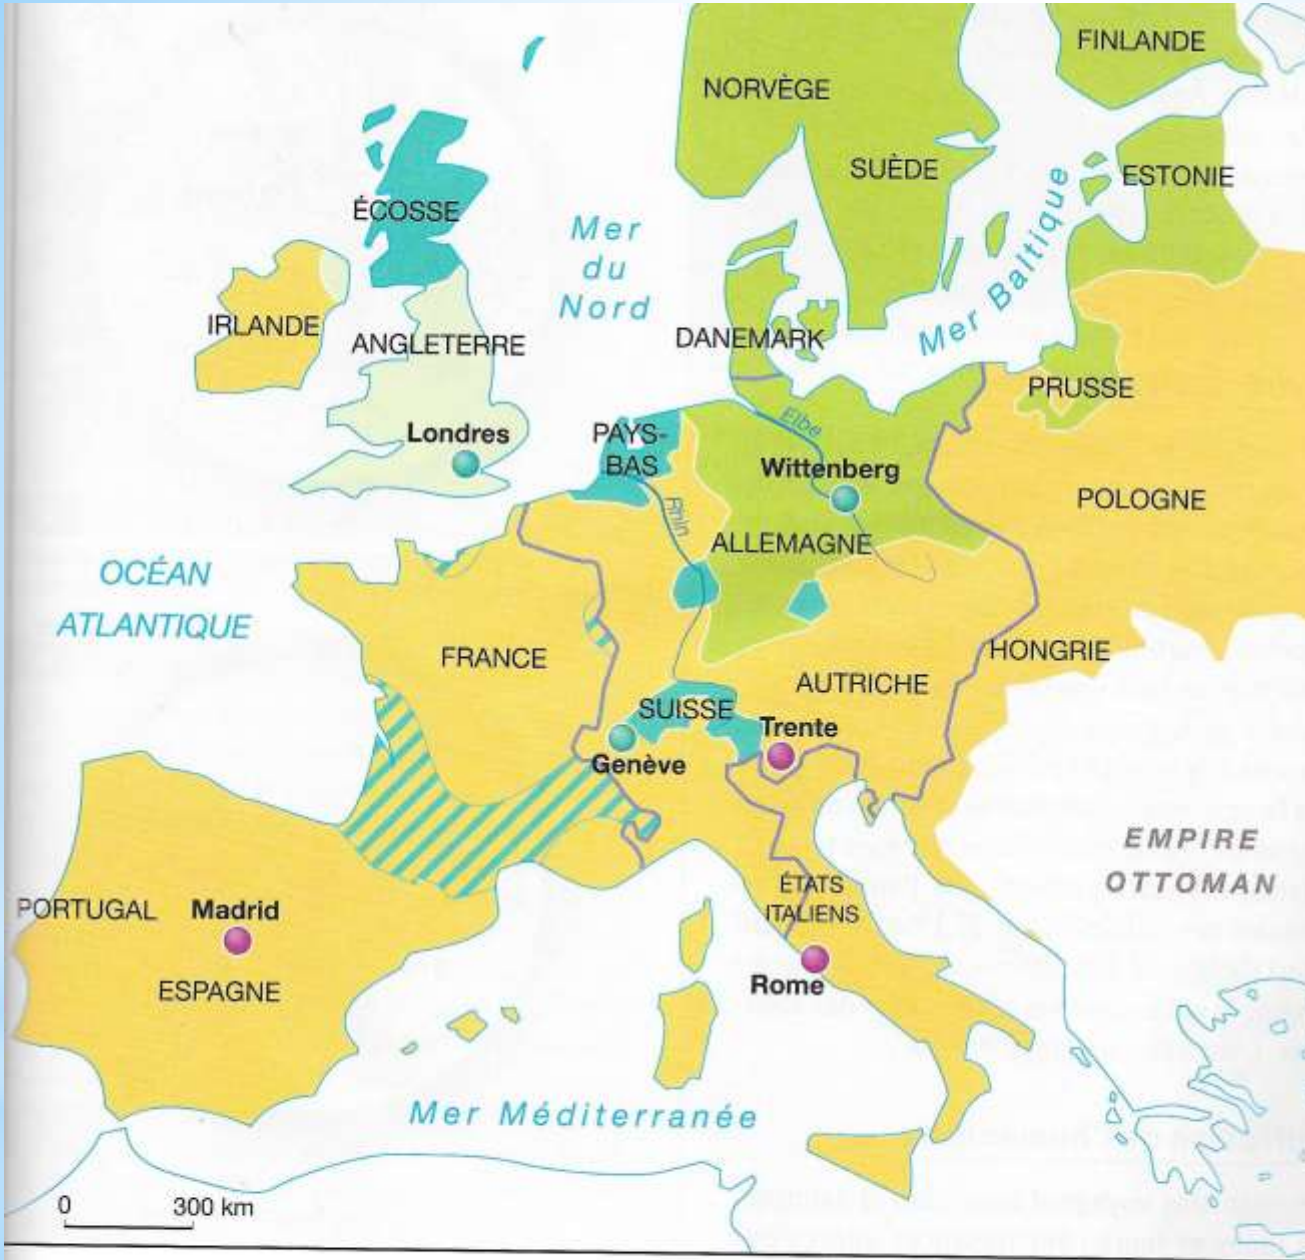 FINLANDE
NORVÈGE
SUÈDE
ESTONIE
ÉCOSSE
Mer
du
Nord
Mer Baltique
IRLANDE
ANGLETERRE
DANEMARK
PRUSSE
Londres
PAYS-
BAS
Elbe
Wittenberg
POLOGNE
Rhin
ALLEMAGNE
OCÉAN
ATLANTIQUE
FRANCE
HONGRIE
AUTRICHE
SUISSE
Trente
Genève
EMPIRE
OTTOMAN
ÉTATS
ITALIENS
PORTUGAL
Madrid
ESPAGNE
Rome
Mer Méditerranée
0 300 km